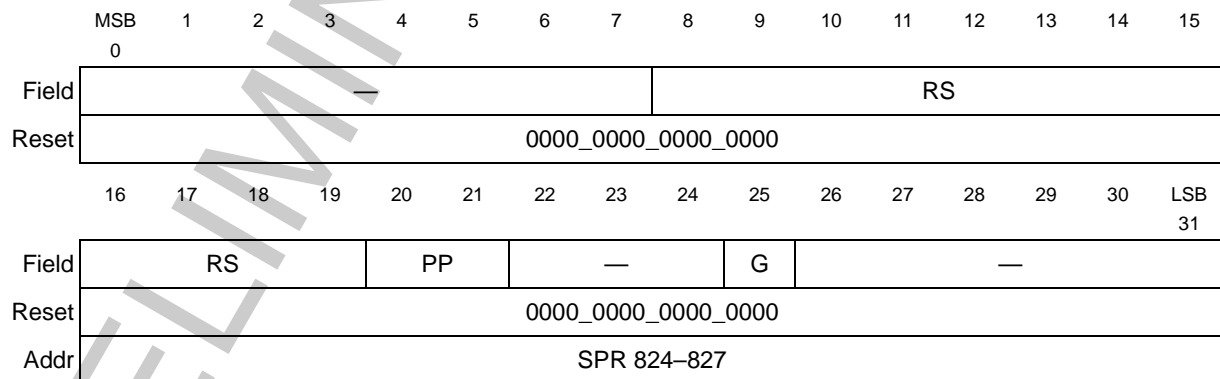 MSB 1 2 3 4 5 6 7 8 9 10 11 12 13 14 15
0
Field — RS
Reset 0000_0000_0000_0000
16 17 18 19 20 21 22 23 24 25 26 27 28 29 30 LSB
31
Field RS PP — G —
Reset 0000_0000_0000_0000
Addr SPR 824–827
ELIMIN